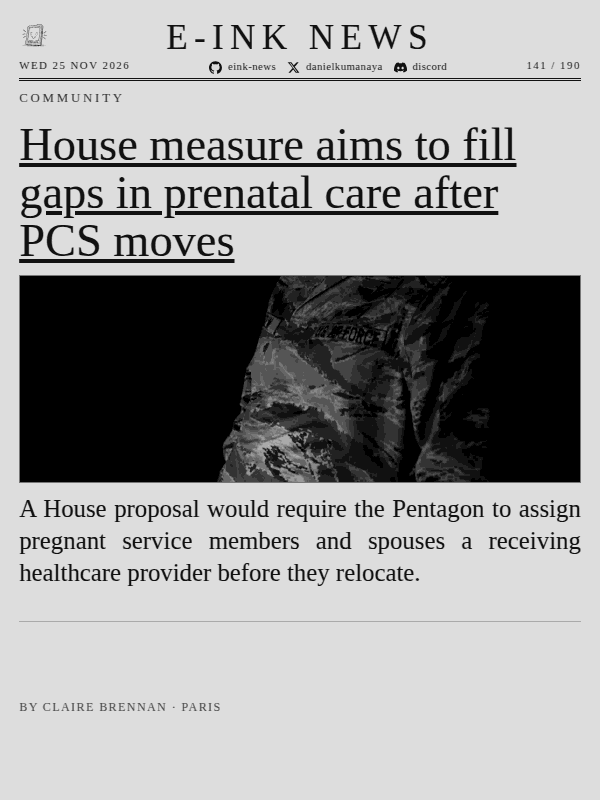 E-INK NEWS
WED 25 NOV 2026
eink-news danielkumanaya discord
141 / 190
COMMUNITY
House measure aims to fill
gaps in prenatal care after
PCS moves
FORCE
A House proposal would require the Pentagon to assign
pregnant service members and spouses a receiving
healthcare provider before they relocate.
BY CLAIRE BRENNAN · PARIS